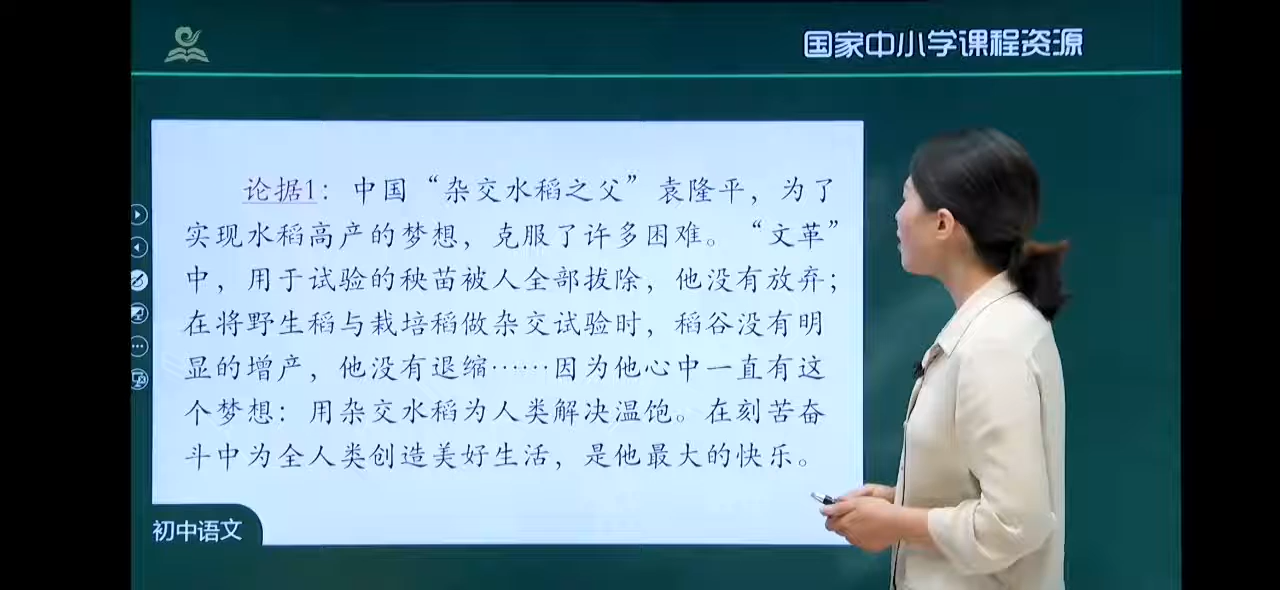 国家中小学课程资源
论据1：中国“杂交水稻之父”袁隆平，为了
实现水稻高产的梦想，克服了许多困难。“文革”
中，用于试验的秧苗被人全部拔除，他没有放弃；
在将野生稻与栽培稻做杂交试验时，稻谷没有明
显的增产，他没有退缩……因为他心中一直有这
个梦想：用杂交水稻为人类解决温饱。在刻苦奋
斗中为全人类创造美好生活，是他最大的快乐。
初中语文